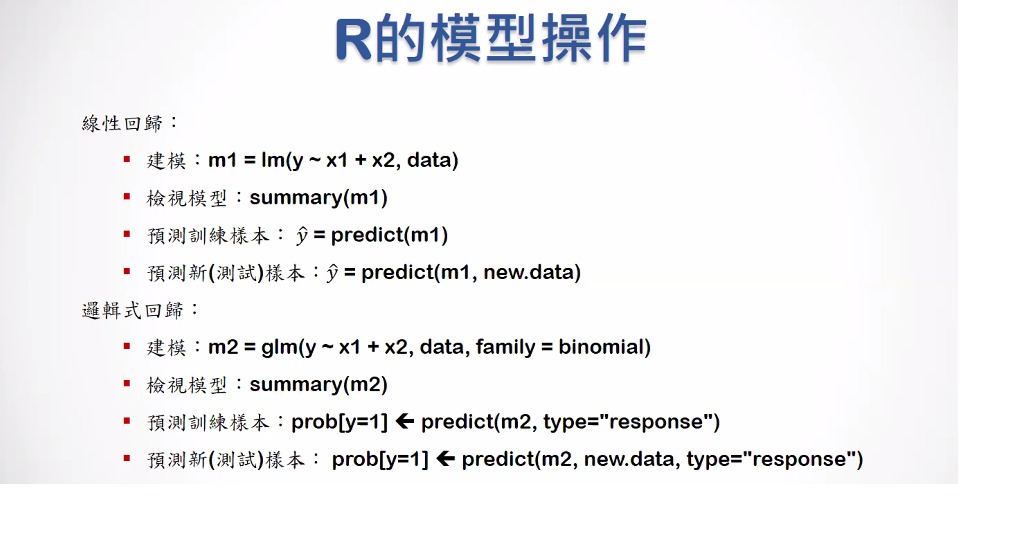 R的模型操作
線性回歸：
▪ 建模：m1 = lm(y ~ x1 + x2, data)
▪ 檢視模型：summary(m1)
▪ 預測訓練樣本： ŷ = predict(m1)
▪ 預測新(測試)樣本：ŷ = predict(m1, new.data)
邏輯式回歸：
▪ 建模：m2 = glm(y ~ x1 + x2, data, family = binomial)
▪ 檢視模型：summary(m2)
▪ 預測訓練樣本：prob[y=1] 🡸 predict(m2, type="response")
▪ 預測新(測試)樣本： prob[y=1] 🡸 predict(m2, new.data, type="response")